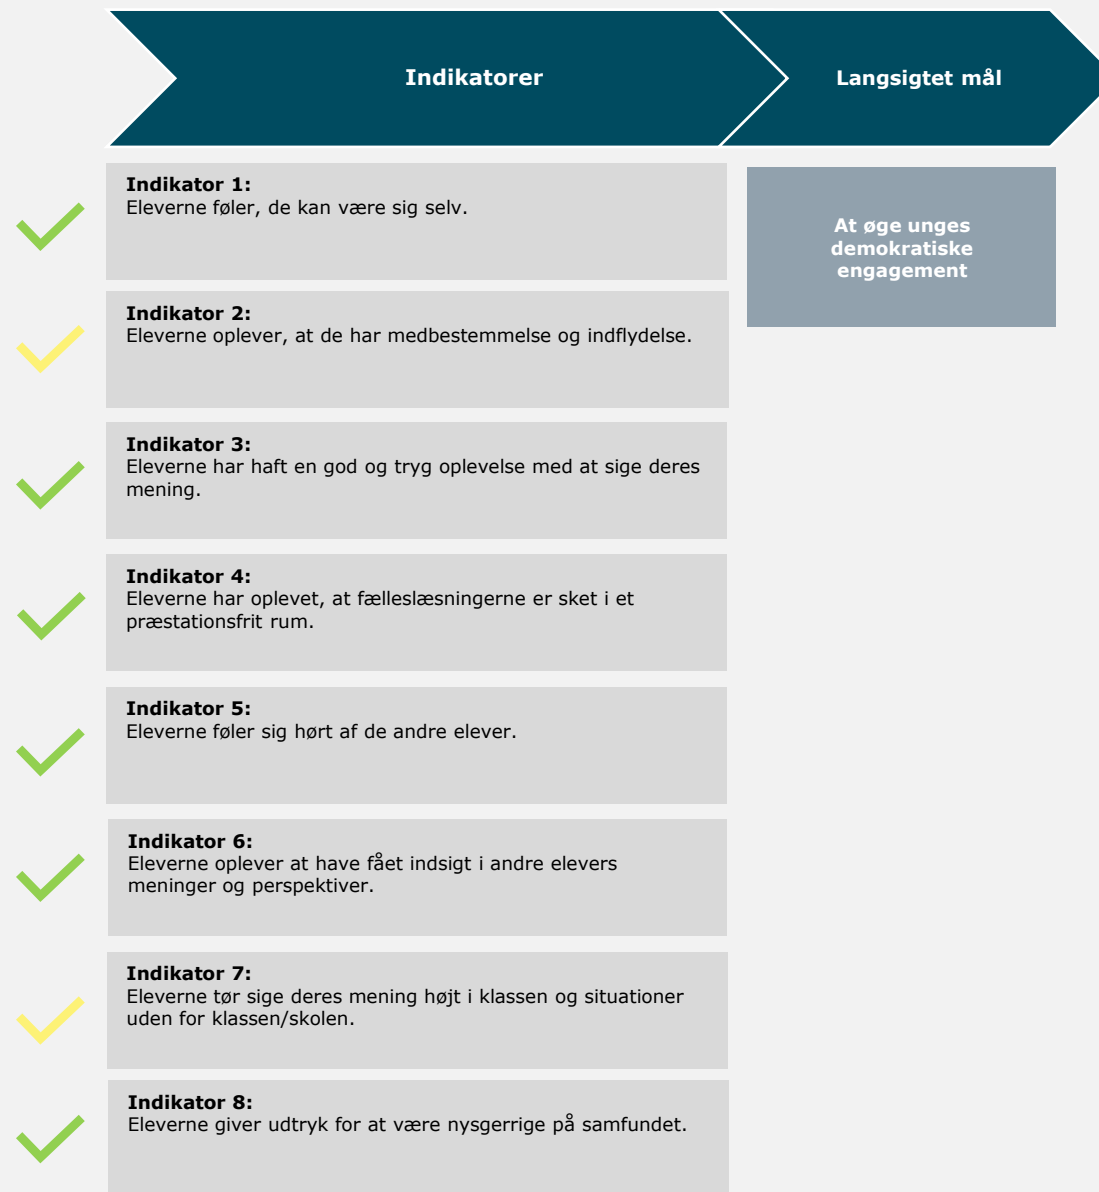 Indikatorer
Langsigtet mål
Indikator 1:
Eleverne føler, de kan være sig selv.
At øge unges
demokratiske
engagement
Indikator 2:
Eleverne oplever, at de har medbestemmelse og indflydelse.
Indikator 3:
Eleverne har haft en god og tryg oplevelse med at sige deres
mening.
Indikator 4:
Eleverne har oplevet, at fælleslæsningerne er sket i et
præstationsfrit rum.
Indikator 5:
Eleverne føler sig hørt af de andre elever.
Indikator 6:
Eleverne oplever at have fået indsigt i andre elevers
meninger og perspektiver.
Indikator 7:
Eleverne tør sige deres mening højt i klassen og situationer
uden for klassen/skolen.
Indikator 8:
Eleverne giver udtryk for at være nysgerrige på samfundet.